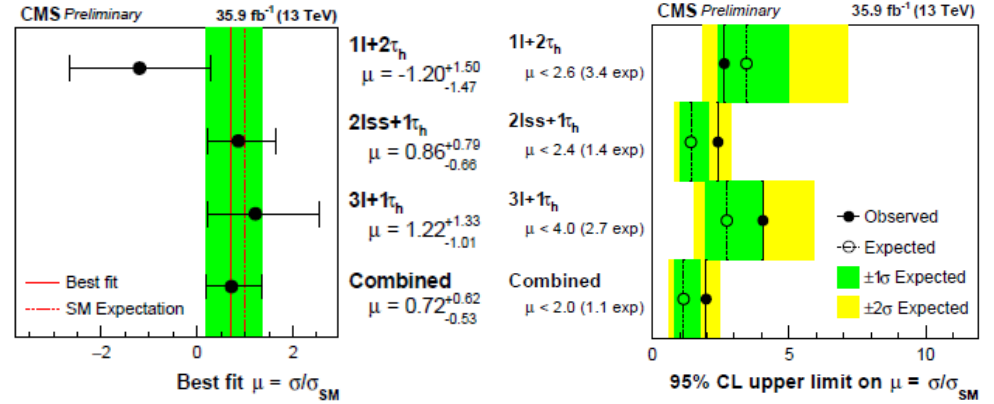 CMS Preliminary 35.9 fb⁻¹ (13 TeV)
1l+2τh
μ = -1.20 +1.50 -1.47
2lss+1τh
μ = 0.86 +0.79 -0.66
3l+1τh
μ = 1.22 +1.33 -1.01
Combined
μ = 0.72 +0.62 -0.53
Best fit
SM Expectation
−2 0 2
Best fit μ = σ/σSM
CMS Preliminary 35.9 fb⁻¹ (13 TeV)
1l+2τh
μ < 2.6 (3.4 exp)
2lss+1τh
μ < 2.4 (1.4 exp)
3l+1τh
μ < 4.0 (2.7 exp)
Combined
μ < 2.0 (1.1 exp)
Observed
Expected
±1σ Expected
±2σ Expected
0 5 10
95% CL upper limit on μ = σ/σSM